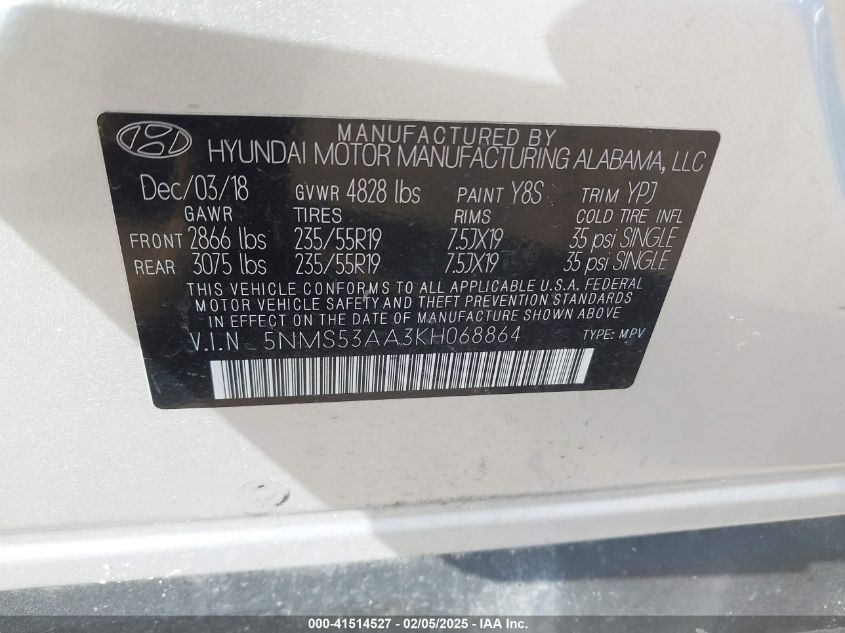 MANUFACTURED BY
HYUNDAI MOTOR MANUFACTURING ALABAMA, LLC
Dec/03/18 GVWR 4828 lbs PAINT Y8S TRIM YPJ
GAWR TIRES RIMS COLD TIRE INFL
FRONT 2866 lbs 235/55R19 7.5JX19 35 psi SINGLE
REAR 3075 lbs 235/55R19 7.5JX19 35 psi SINGLE
THIS VEHICLE CONFORMS TO ALL APPLICABLE U.S.A. FEDERAL
MOTOR VEHICLE SAFETY AND THEFT PREVENTION STANDARDS
IN EFFECT ON THE DATE OF MANUFACTURE SHOWN ABOVE
V.I.N 5NMS53AA3KH068864 TYPE: MPV
000-41514527 - 02/05/2025 - IAA Inc.